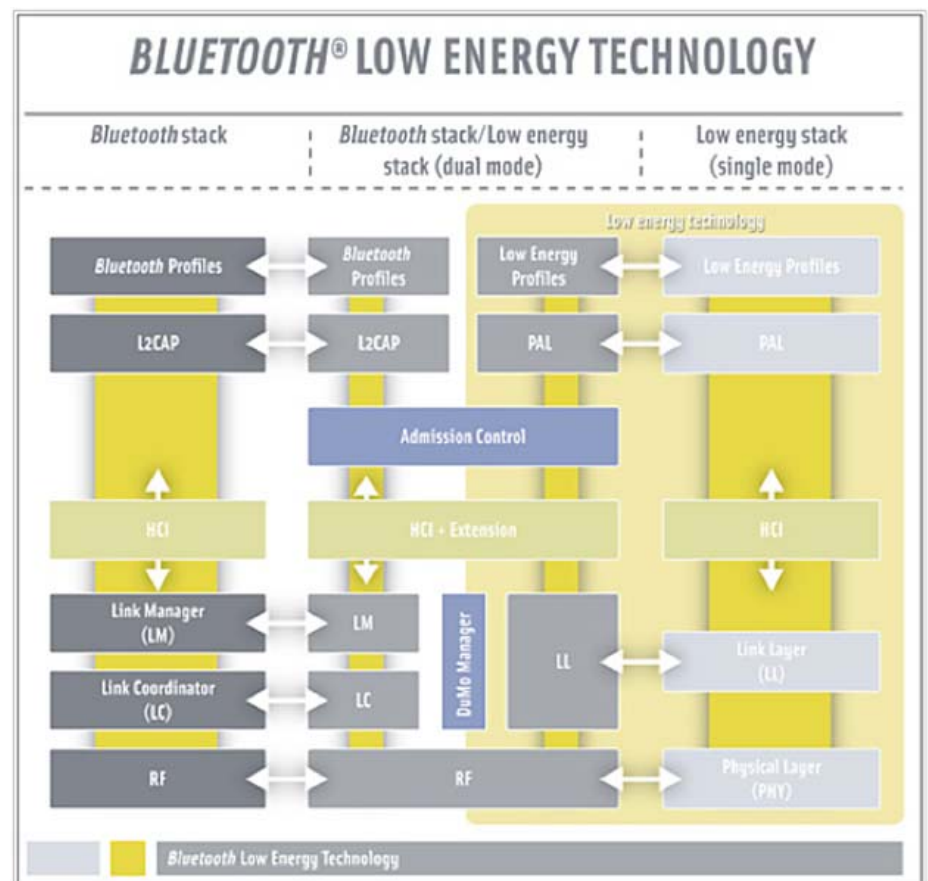 BLUETOOTH® LOW ENERGY TECHNOLOGY
Bluetooth stack
Bluetooth stack/Low energy
stack (dual mode)
Low energy stack
(single mode)
Low energy technology
Bluetooth Profiles
Bluetooth
Profiles
Low Energy
Profiles
Low Energy Profiles
L2CAP
L2CAP
PAL
PAL
Admission Control
HCI
HCI + Extension
HCI
Link Manager
(LM)
LM
DuMo Manager
LL
Link Layer
(LL)
Link Coordinator
(LC)
LC
RF
RF
Physical Layer
(PHY)
Bluetooth Low Energy Technology